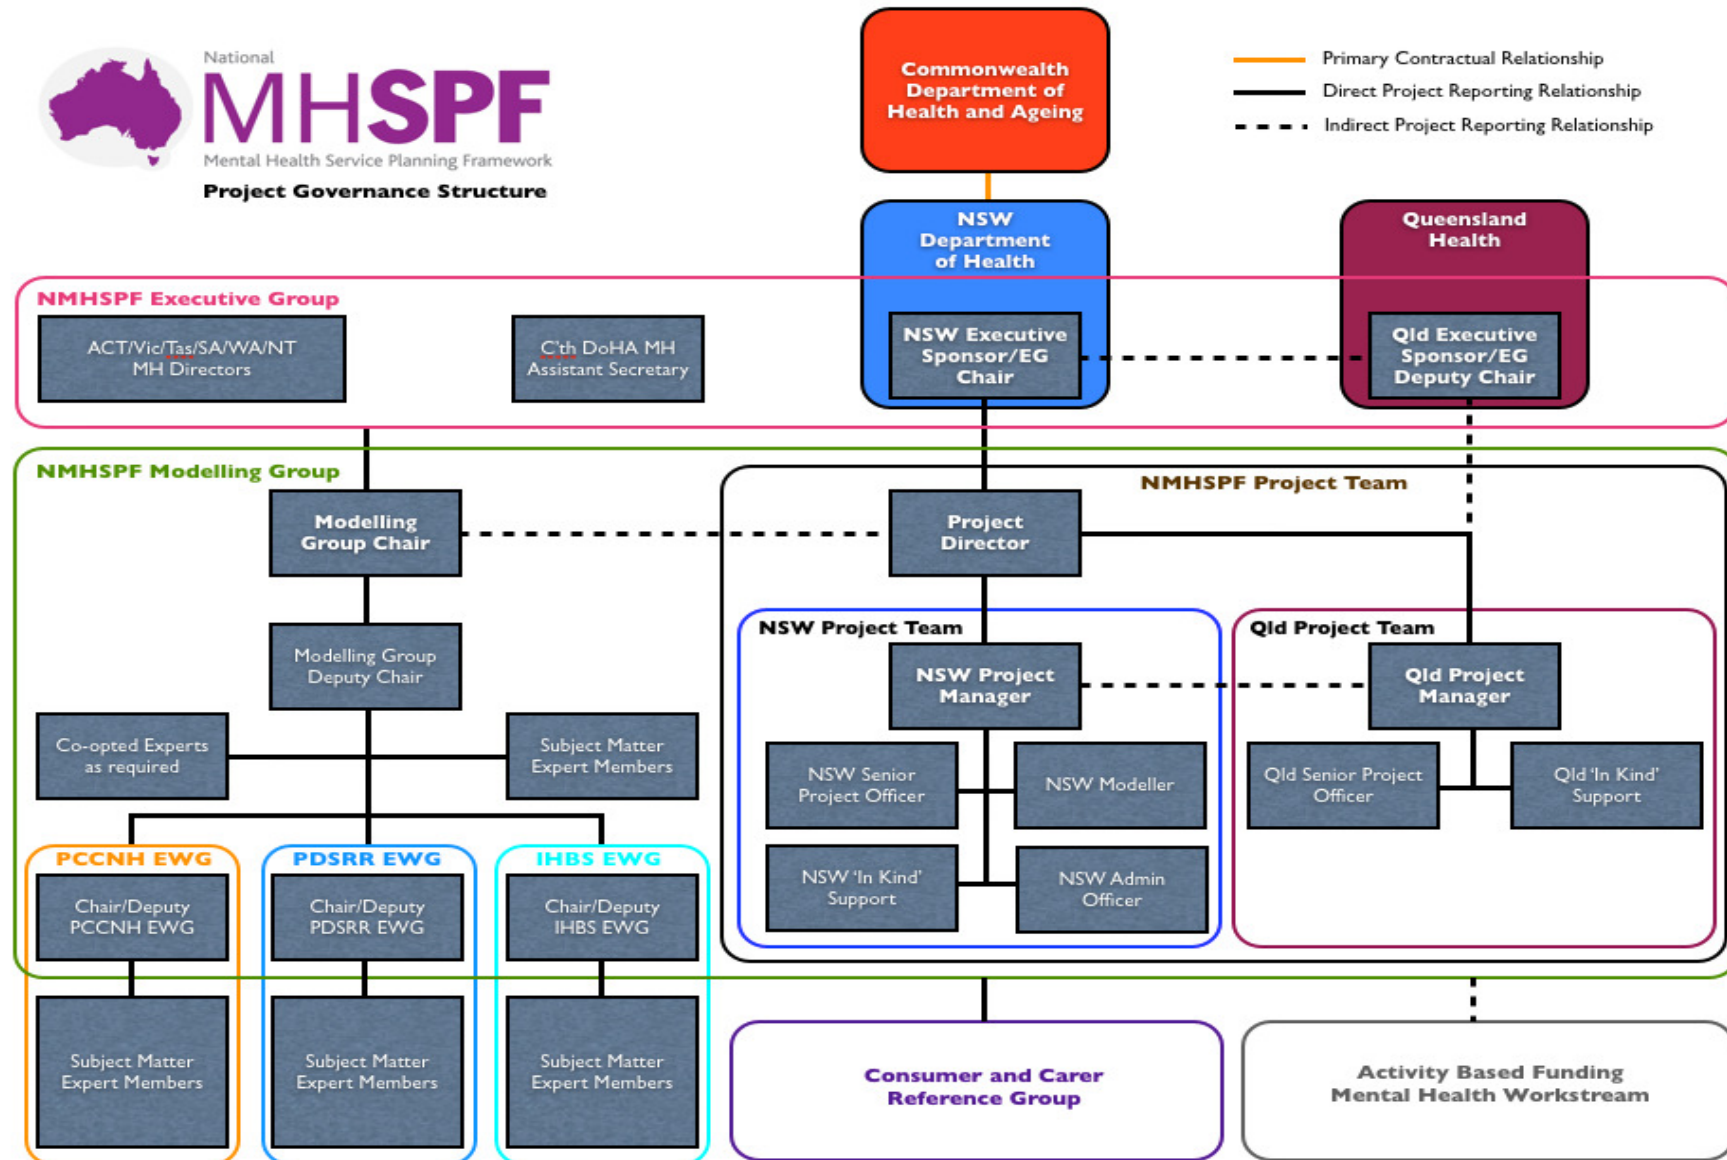 National
MHSPF
Mental Health Service Planning Framework
Project Governance Structure
Commonwealth
Department of
Health and Ageing
Primary Contractual Relationship
Direct Project Reporting Relationship
Indirect Project Reporting Relationship
NSW
Department
of Health
Queensland
Health
NMHSPF Executive Group
ACT/Vic/Tas/SA/WA/NT
MH Directors
C'th DoHA MH
Assistant Secretary
NSW Executive
Sponsor/EG
Chair
Qld Executive
Sponsor/EG
Deputy Chair
NMHSPF Modelling Group
Modelling
Group Chair
NMHSPF Project Team
Project
Director
Modelling Group
Deputy Chair
NSW Project Team
NSW Project
Manager
Qld Project Team
Qld Project
Manager
Co-opted Experts
as required
Subject Matter
Expert Members
NSW Senior
Project Officer
NSW Modeller
Qld Senior Project
Officer
Qld ‘In Kind’
Support
NSW ‘In Kind’
Support
NSW Admin
Officer
PCCNH EWG
Chair/Deputy
PCCNH EWG
PDSRR EWG
Chair/Deputy
PDSRR EWG
IHBS EWG
Chair/Deputy
IHBS EWG
Subject Matter
Expert Members
Subject Matter
Expert Members
Subject Matter
Expert Members
Consumer and Carer
Reference Group
Activity Based Funding
Mental Health Workstream